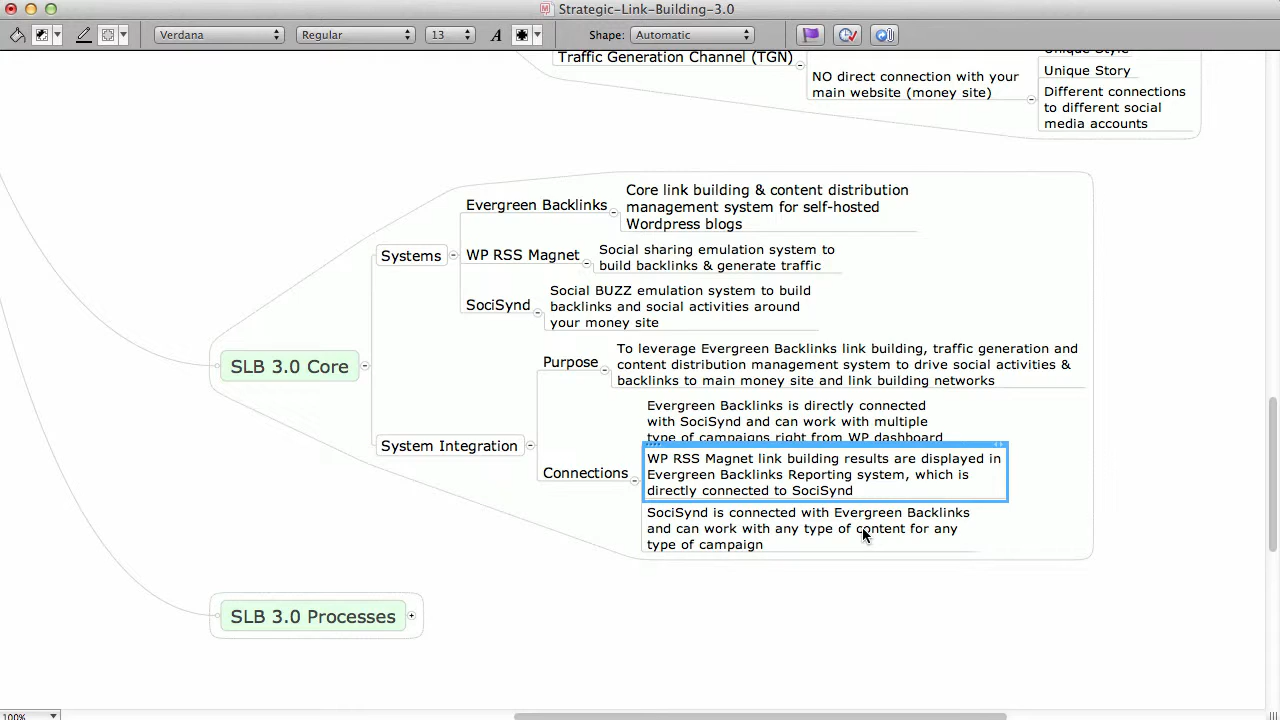 Strategic-Link-Building-3.0
Verdana
Regular
13
A
Shape:
Automatic
Traffic Generation Channel (TGN)
NO direct connection with your
main website (money site)
Unique Style
Unique Story
Different connections
to different social
media accounts
SLB 3.0 Core
Systems
Evergreen Backlinks
Core link building & content distribution
management system for self-hosted
Wordpress blogs
WP RSS Magnet
Social sharing emulation system to
build backlinks & generate traffic
SociSynd
Social BUZZ emulation system to build
backlinks and social activities around
your money site
System Integration
Purpose
To leverage Evergreen Backlinks link building, traffic generation and
content distribution management system to drive social activities &
backlinks to main money site and link building networks
Connections
Evergreen Backlinks is directly connected
with SociSynd and can work with multiple
type of campaigns right from WP dashboard
WP RSS Magnet link building results are displayed in
Evergreen Backlinks Reporting system, which is
directly connected to SociSynd
SociSynd is connected with Evergreen Backlinks
and can work with any type of content for any
type of campaign
SLB 3.0 Processes
100%